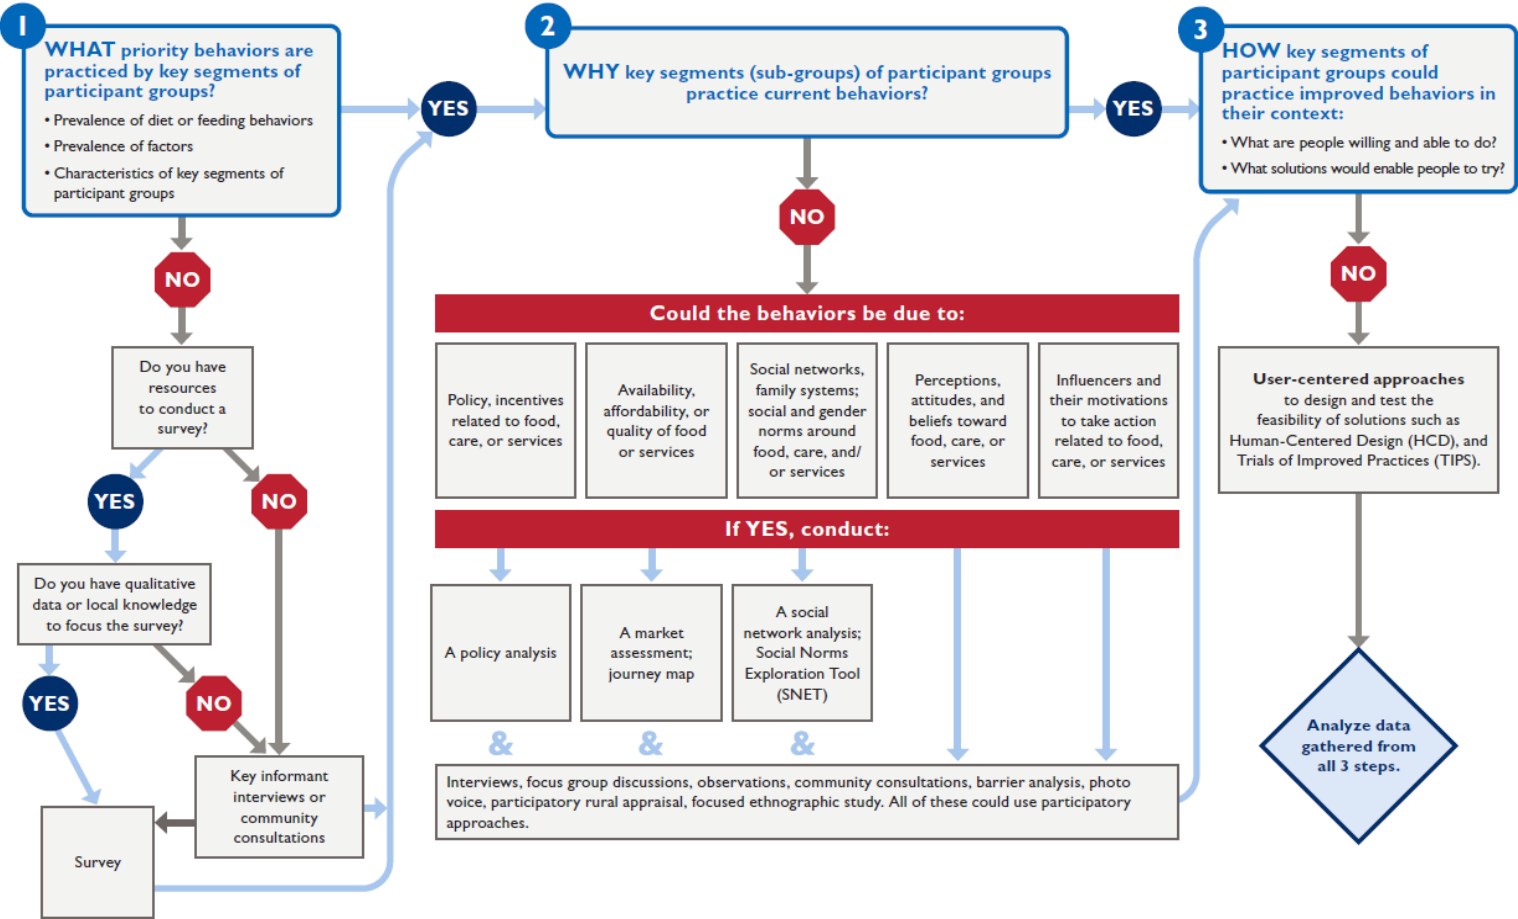 1
WHAT priority behaviors are
practiced by key segments of
participant groups?
• Prevalence of diet or feeding behaviors
• Prevalence of factors
• Characteristics of key segments of
participant groups
NO
Do you have
resources
to conduct a
survey?
YES
NO
Do you have qualitative
data or local knowledge
to focus the survey?
YES
NO
Key informant
interviews or
community
consultations
Survey
YES
2
WHY key segments (sub-groups) of participant groups
practice current behaviors?
NO
Could the behaviors be due to:
Policy, incentives
related to food,
care, or services
Availability,
affordability, or
quality of food
or services
Social networks,
family systems;
social and gender
norms around
food, care, and/
or services
Perceptions,
attitudes, and
beliefs toward
food, care, or
services
Influencers and
their motivations
to take action
related to food,
care, or services
If YES, conduct:
A policy analysis
A market
assessment;
journey map
A social
network analysis;
Social Norms
Exploration Tool
(SNET)
&
&
&
Interviews, focus group discussions, observations, community consultations, barrier analysis, photo
voice, participatory rural appraisal, focused ethnographic study. All of these could use participatory
approaches.
YES
3
HOW key segments of
participant groups could
practice improved behaviors in
their context:
• What are people willing and able to do?
• What solutions would enable people to try?
NO
User-centered approaches
to design and test the
feasibility of solutions such as
Human-Centered Design (HCD), and
Trials of Improved Practices (TIPS).
Analyze data
gathered from
all 3 steps.